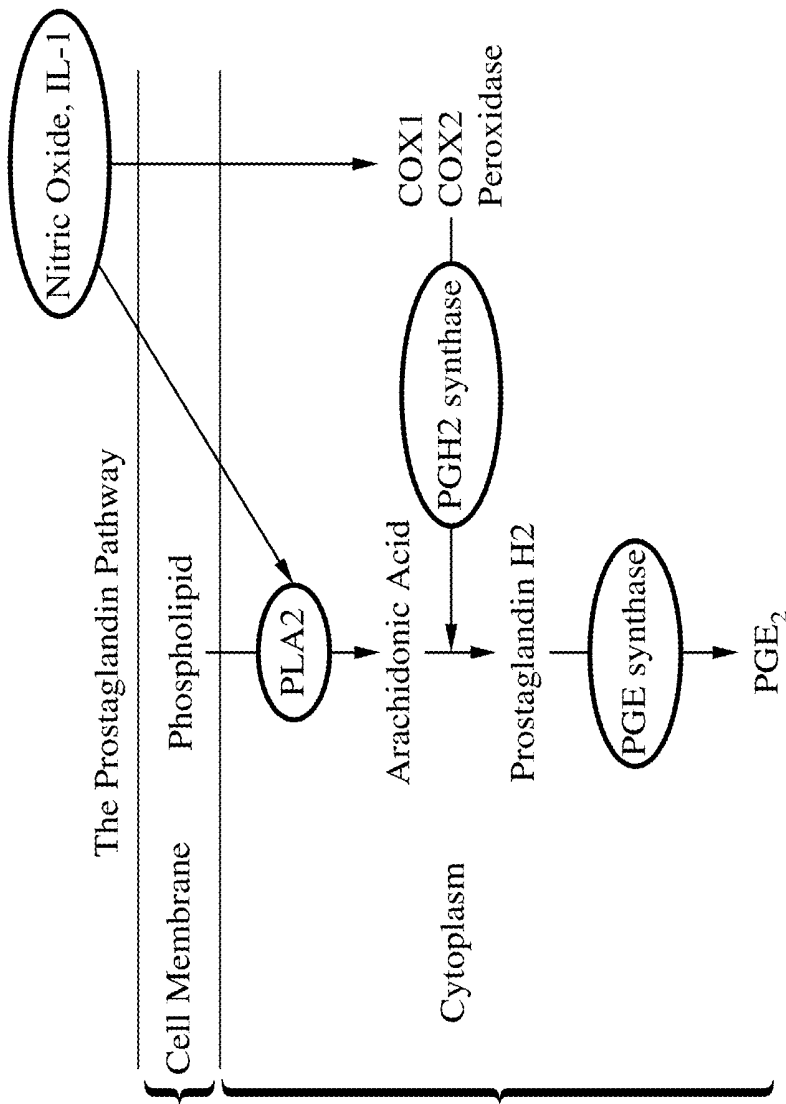 The Prostaglandin Pathway
Nitric Oxide, IL-1
Cell Membrane
Phospholipid
PLA2
Cytoplasm
Arachidonic Acid
COX1
COX2
Peroxidase
PGH2 synthase
Prostaglandin H2
PGE synthase
PGE₂